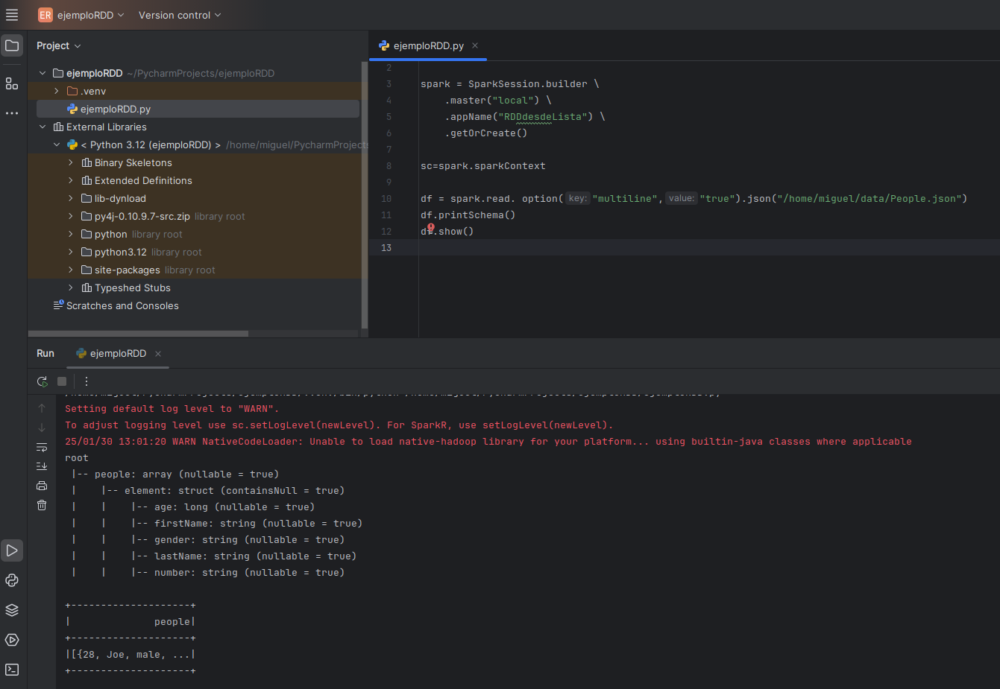 ER ejemploRDD Version control
Project
ejemploRDD ~/PycharmProjects/ejemploRDD
.venv
ejemploRDD.py
External Libraries
< Python 3.12 (ejemploRDD) > /home/miguel/PycharmProjects
Binary Skeletons
Extended Definitions
lib-dynload
py4j-0.10.9.7-src.zip library root
python library root
python3.12 library root
site-packages library root
Typeshed Stubs
Scratches and Consoles
ejemploRDD.py
2
3 spark = SparkSession.builder \
4 .master("local") \
5 .appName("RDDdesdeLista") \
6 .getOrCreate()
7
8 sc=spark.sparkContext
9
10 df = spark.read. option( key: "multiline", value: "true").json("/home/miguel/data/People.json")
11 df.printSchema()
12 df.show()
13
Run ejemploRDD
Setting default log level to "WARN".
To adjust logging level use sc.setLogLevel(newLevel). For SparkR, use setLogLevel(newLevel).
25/01/30 13:01:20 WARN NativeCodeLoader: Unable to load native-hadoop library for your platform... using builtin-java classes where applicable
root
 |-- people: array (nullable = true)
 |    |-- element: struct (containsNull = true)
 |    |    |-- age: long (nullable = true)
 |    |    |-- firstName: string (nullable = true)
 |    |    |-- gender: string (nullable = true)
 |    |    |-- lastName: string (nullable = true)
 |    |    |-- number: string (nullable = true)
+--------------------+
|              people|
+--------------------+
|[{28, Joe, male, ...|
+--------------------+